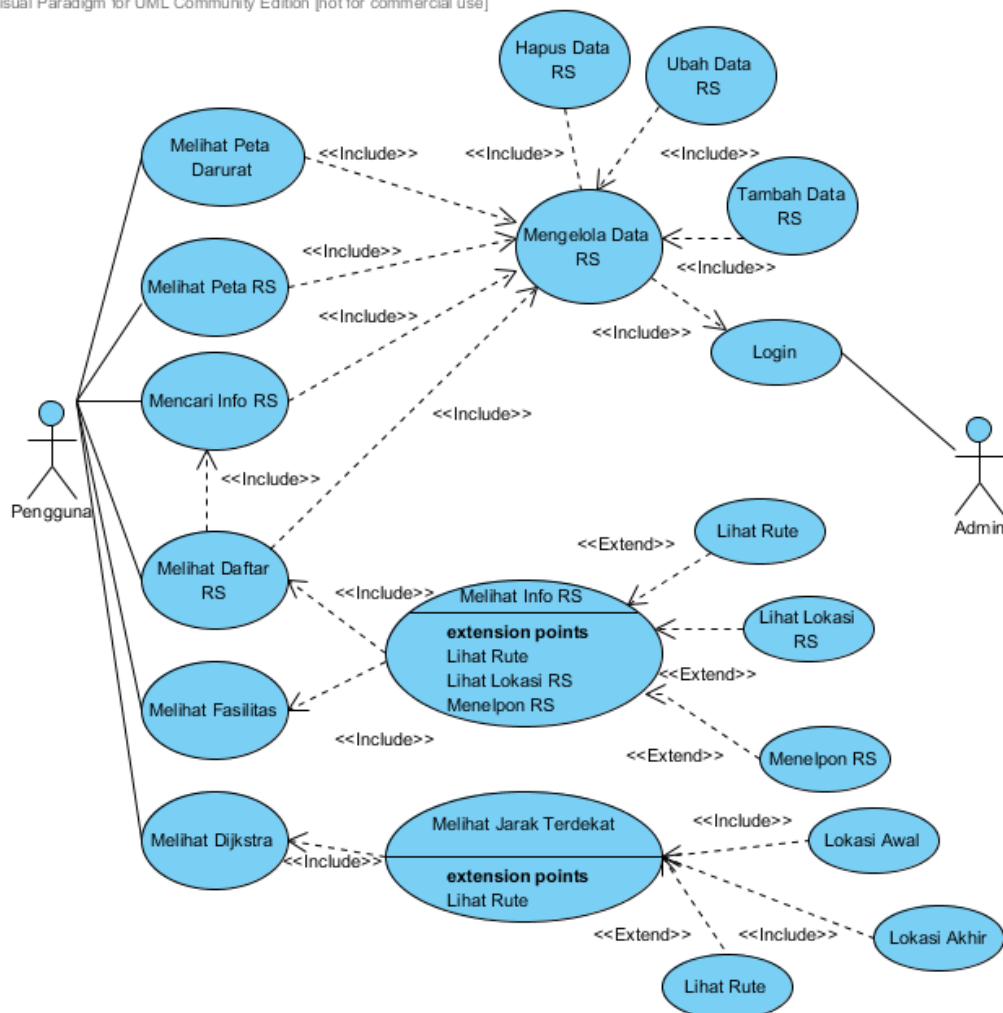 isual Paradigm for UML Community Edition [not for commercial use]
Hapus Data
RS
Ubah Data
RS
Melihat Peta
Darurat
<<Include>>
<<Include>>
<<Include>>
Tambah Data
RS
Mengelola Data
RS
<<Include>>
<<Include>>
Melihat Peta RS
<<Include>>
<<Include>>
Login
Mencari Info RS
<<Include>>
<<Include>>
Pengguna
Admin
Melihat Daftar
RS
<<Extend>>
Lihat Rute
<<Include>>
Melihat Info RS
extension points
Lihat Rute
Lihat Lokasi RS
Menelpon RS
Lihat Lokasi
RS
<<Extend>>
Melihat Fasilitas
<<Include>>
<<Extend>>
Menelpon RS
Melihat Dijkstra
<<Include>>
Melihat Jarak Terdekat
extension points
Lihat Rute
<<Include>>
Lokasi Awal
<<Extend>>
<<Include>>
Lokasi Akhir
Lihat Rute